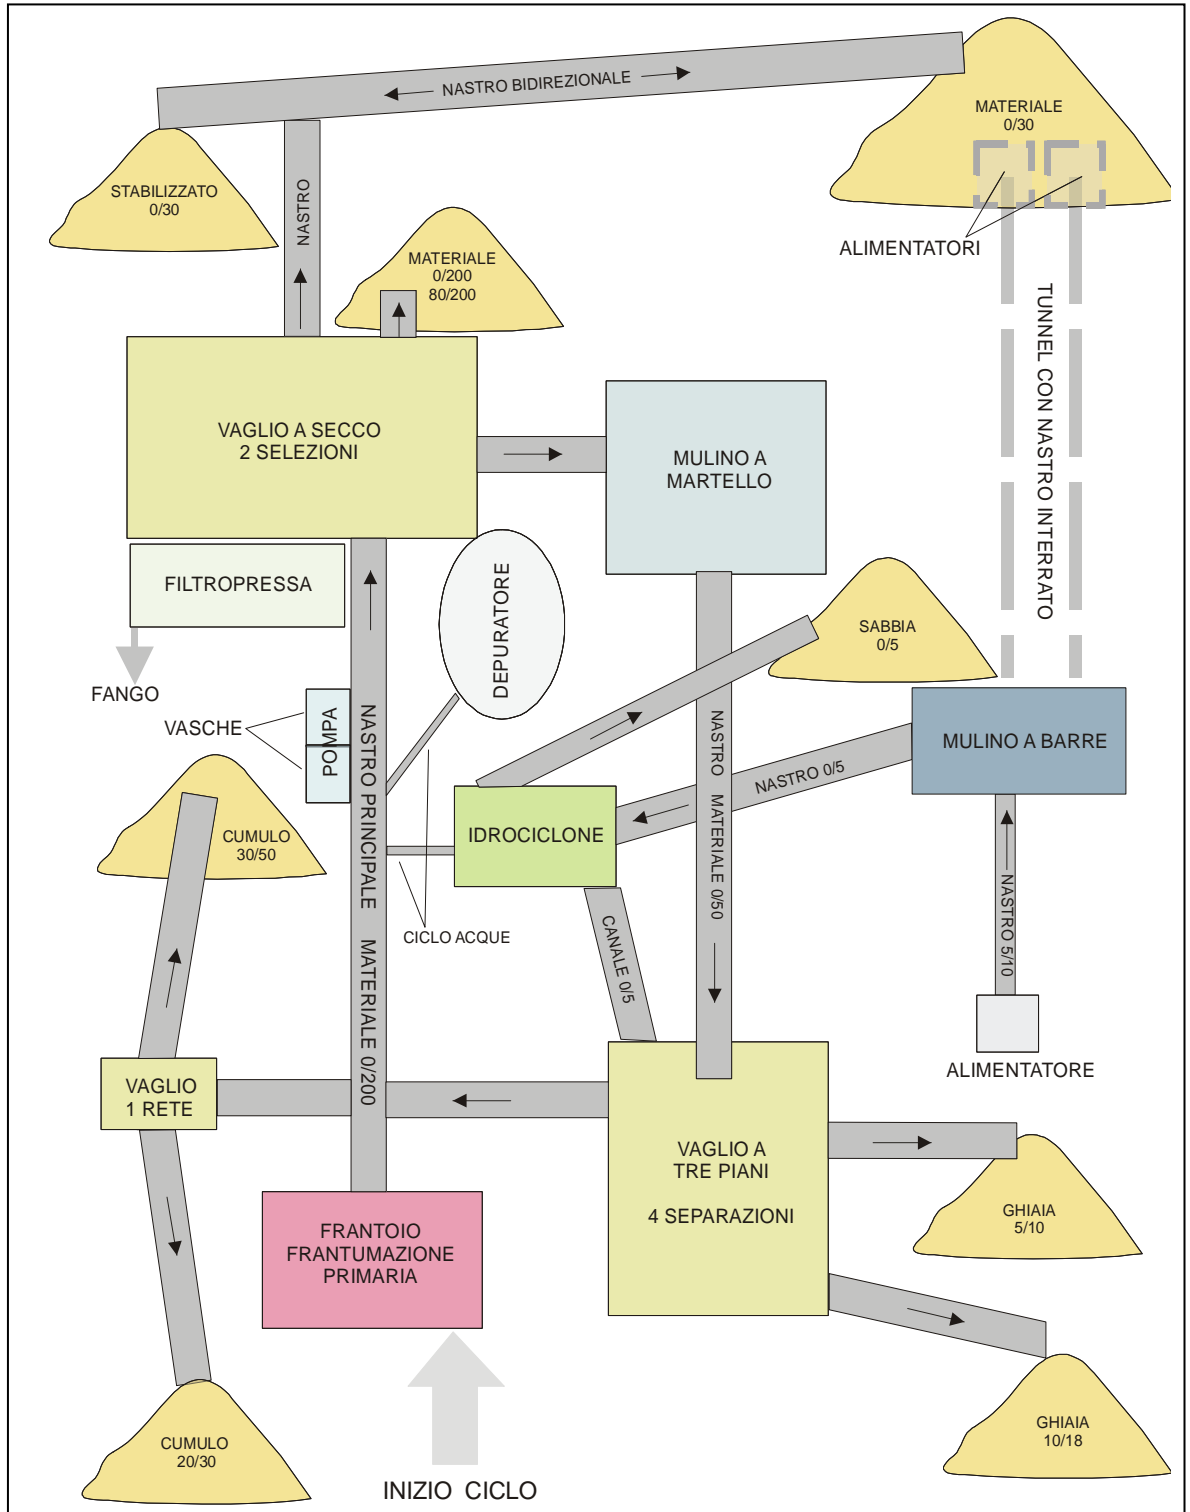 NASTRO BIDIREZIONALE
MATERIALE
0/30
STABILIZZATO
0/30
NASTRO
MATERIALE
0/200
80/200
ALIMENTATORI
TUNNEL CON NASTRO INTERRATO
VAGLIO A SECCO
2 SELEZIONI
MULINO A
MARTELLO
FILTROPRESSA
DEPURATORE
SABBIA
0/5
FANGO
VASCHE
POMPA
NASTRO PRINCIPALE MATERIALE 0/200
NASTRO MATERIALE 0/50
MULINO A BARRE
NASTRO 0/5
IDROCICLONE
CUMULO
30/50
CICLO ACQUE
CANALE 0/5
NASTRO 5/10
ALIMENTATORE
VAGLIO
1 RETE
VAGLIO A
TRE PIANI
4 SEPARAZIONI
GHIAIA
5/10
FRANTOIO
FRANTUMAZIONE
PRIMARIA
GHIAIA
10/18
CUMULO
20/30
INIZIO CICLO